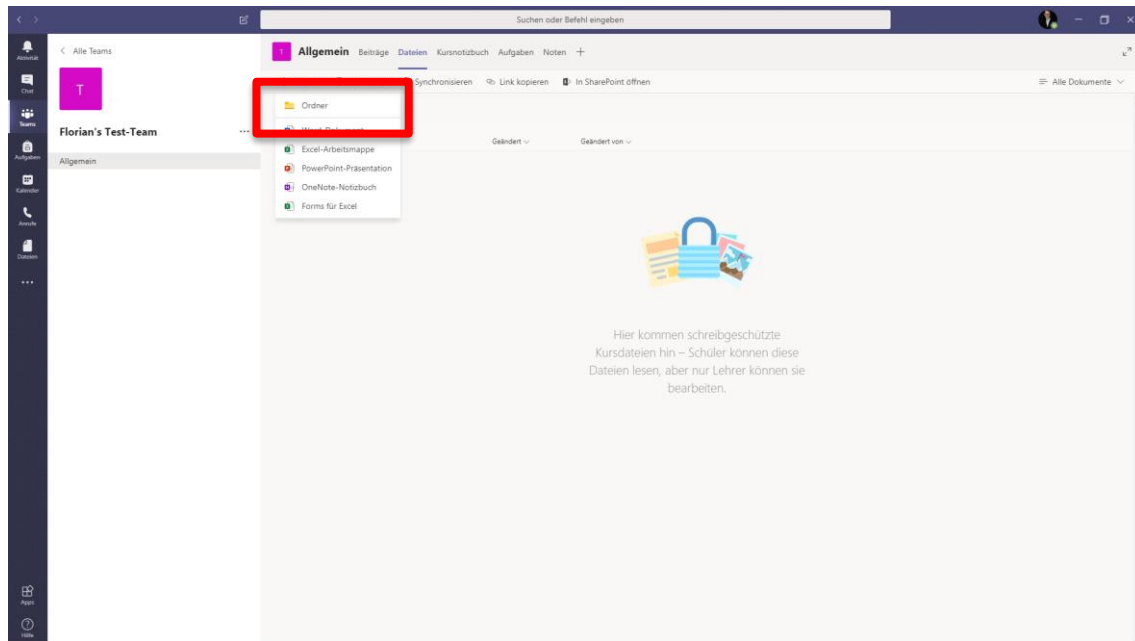 Suchen oder Befehl eingeben
Aktivität
Chat
Teams
Aufgaben
Kalender
Anrufe
Dateien
Apps
Hilfe
Alle Teams
T
Florian's Test-Team
Allgemein
T Allgemein Beiträge Dateien Kursnotizbuch Aufgaben Noten
Synchronisieren Link kopieren In SharePoint öffnen Alle Dokumente
Ordner
Word-Dokument
Excel-Arbeitsmappe
PowerPoint-Präsentation
OneNote-Notizbuch
Forms für Excel
Geändert Geändert von
Hier kommen schreibgeschützte
Kursdateien hin – Schüler können diese
Dateien lesen, aber nur Lehrer können sie
bearbeiten.